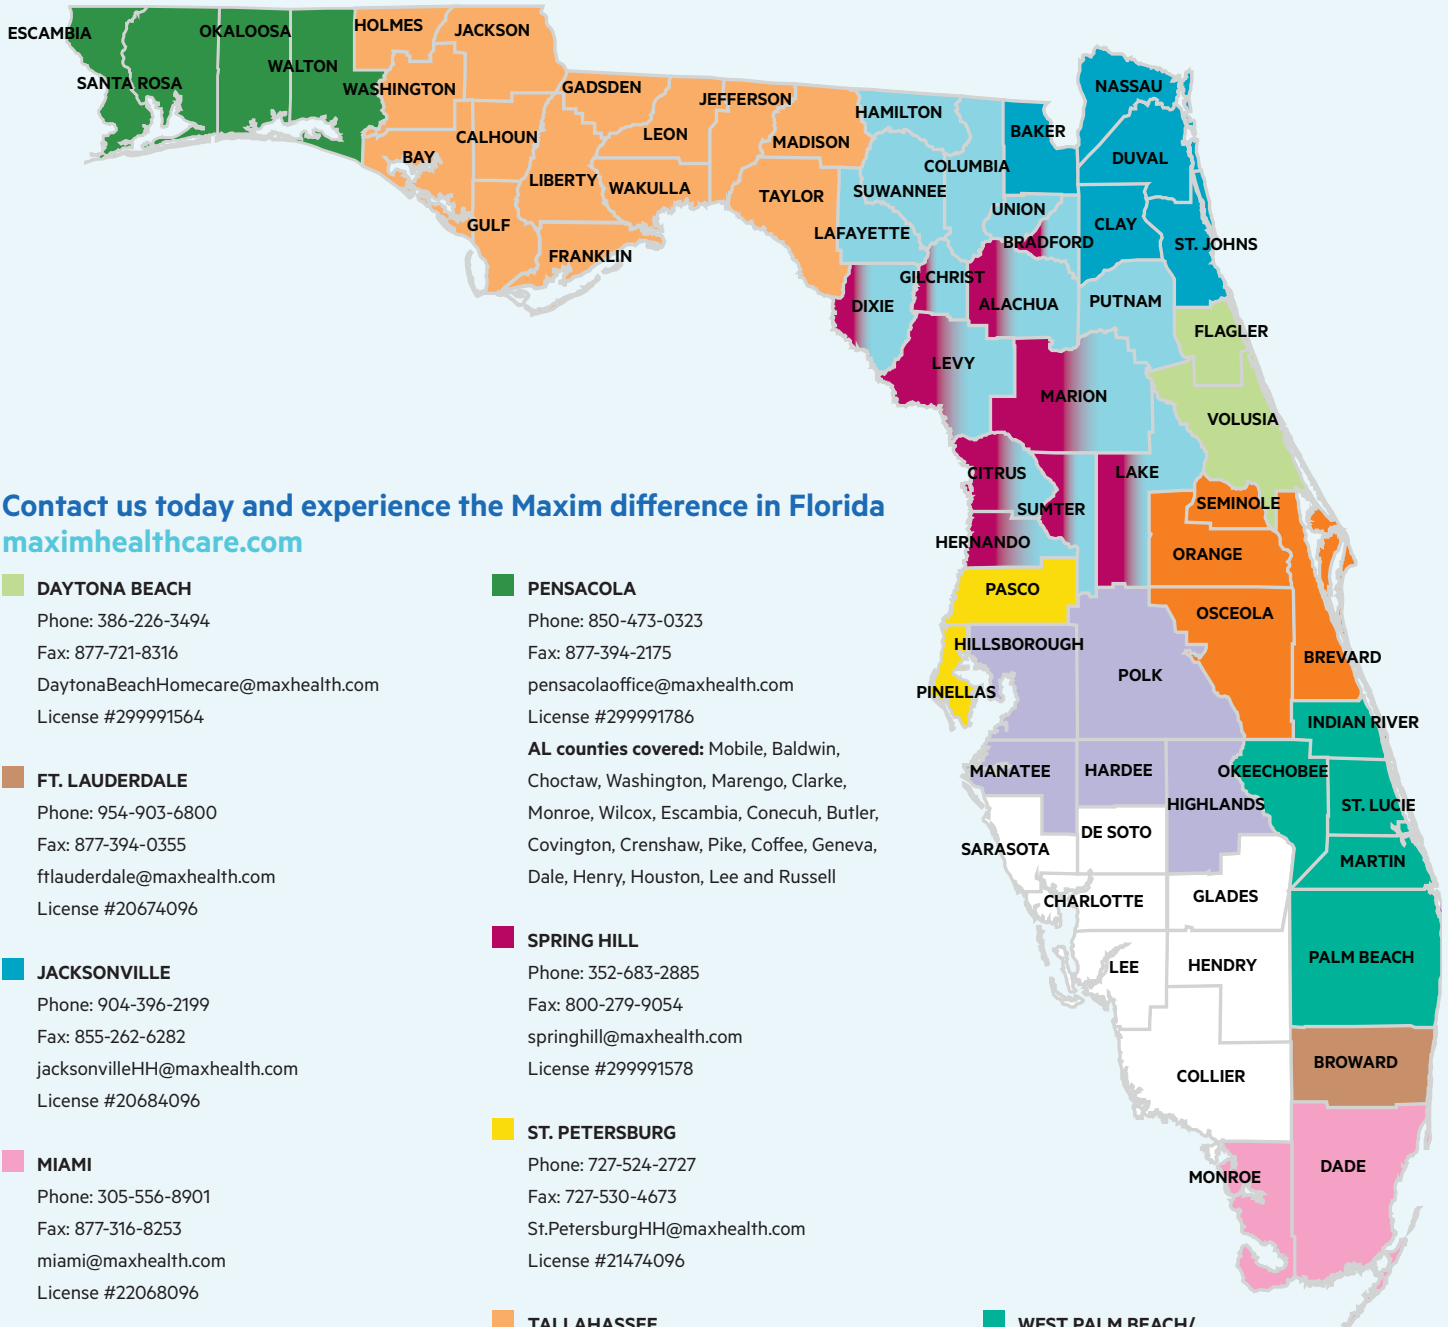 ESCAMBIA
OKALOOSA
HOLMES
JACKSON
SANTA ROSA
WALTON
WASHINGTON
GADSDEN
JEFFERSON
HAMILTON
NASSAU
BAKER
CALHOUN
LEON
MADISON
DUVAL
BAY
COLUMBIA
LIBERTY
WAKULLA
TAYLOR
SUWANNEE
UNION
GULF
LAFAYETTE
CLAY
BRADFORD
ST. JOHNS
FRANKLIN
GILCHRIST
DIXIE
ALACHUA
PUTNAM
FLAGLER
LEVY
MARION
VOLUSIA
CITRUS
LAKE
SUMTER
SEMINOLE
HERNANDO
ORANGE
PASCO
OSCEOLA
HILLSBOROUGH
POLK
BREVARD
PINELLAS
INDIAN RIVER
MANATEE
HARDEE
OKEECHOBEE
HIGHLANDS
ST. LUCIE
DE SOTO
SARASOTA
MARTIN
CHARLOTTE
GLADES
LEE
HENDRY
PALM BEACH
COLLIER
BROWARD
MONROE
DADE
Contact us today and experience the Maxim difference in Florida
maximhealthcare.com
DAYTONA BEACH
Phone: 386-226-3494
Fax: 877-721-8316
DaytonaBeachHomecare@maxhealth.com
License #299991564
FT. LAUDERDALE
Phone: 954-903-6800
Fax: 877-394-0355
ftlauderdale@maxhealth.com
License #20674096
JACKSONVILLE
Phone: 904-396-2199
Fax: 855-262-6282
jacksonvilleHH@maxhealth.com
License #20684096
MIAMI
Phone: 305-556-8901
Fax: 877-316-8253
miami@maxhealth.com
License #22068096
PENSACOLA
Phone: 850-473-0323
Fax: 877-394-2175
pensacolaoffice@maxhealth.com
License #299991786
AL counties covered: Mobile, Baldwin,
Choctaw, Washington, Marengo, Clarke,
Monroe, Wilcox, Escambia, Conecuh, Butler,
Covington, Crenshaw, Pike, Coffee, Geneva,
Dale, Henry, Houston, Lee and Russell
SPRING HILL
Phone: 352-683-2885
Fax: 800-279-9054
springhill@maxhealth.com
License #299991578
ST. PETERSBURG
Phone: 727-524-2727
Fax: 727-530-4673
St.PetersburgHH@maxhealth.com
License #21474096
TALLAHASSEE
WEST PALM BEACH/